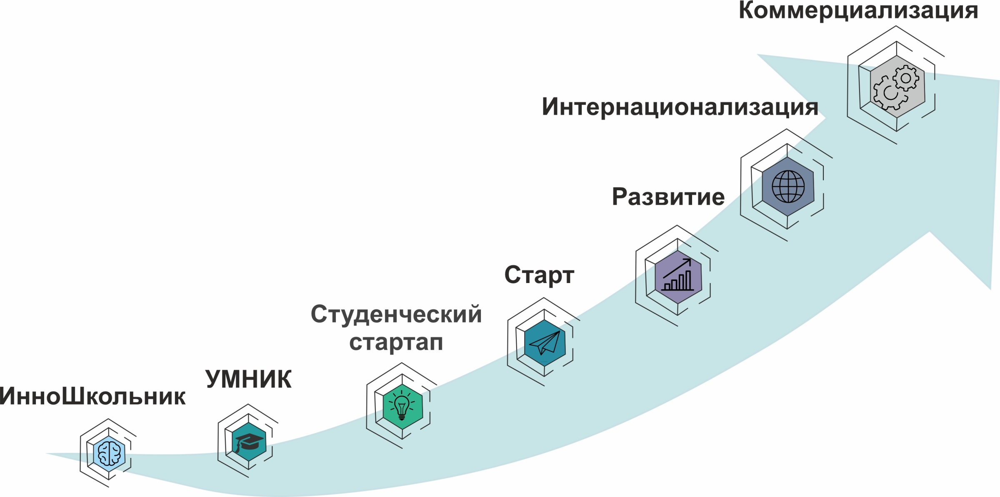 Коммерциализация
Интернационализация
Развитие
Старт
Студенческий
стартап
УМНИК
ИнноШкольник